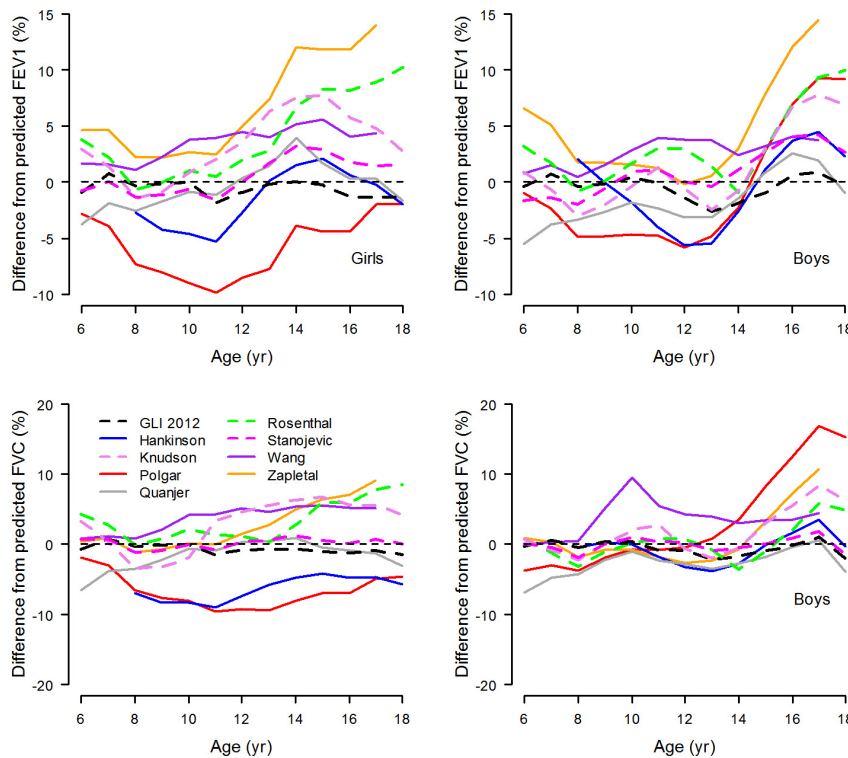 Difference from predicted FEV1 (%)
15
10
5
0
-5
-10
Girls
6 8 10 12 14 16 18
Age (yr)
Difference from predicted FEV1 (%)
15
10
5
0
-5
-10
Boys
6 8 10 12 14 16 18
Age (yr)
Difference from predicted FVC (%)
20
10
0
-10
-20
GLI 2012
Hankinson
Knudson
Polgar
Quanjer
Rosenthal
Stanojevic
Wang
Zapletal
6 8 10 12 14 16 18
Age (yr)
Difference from predicted FVC (%)
20
10
0
-10
-20
Boys
6 8 10 12 14 16 18
Age (yr)